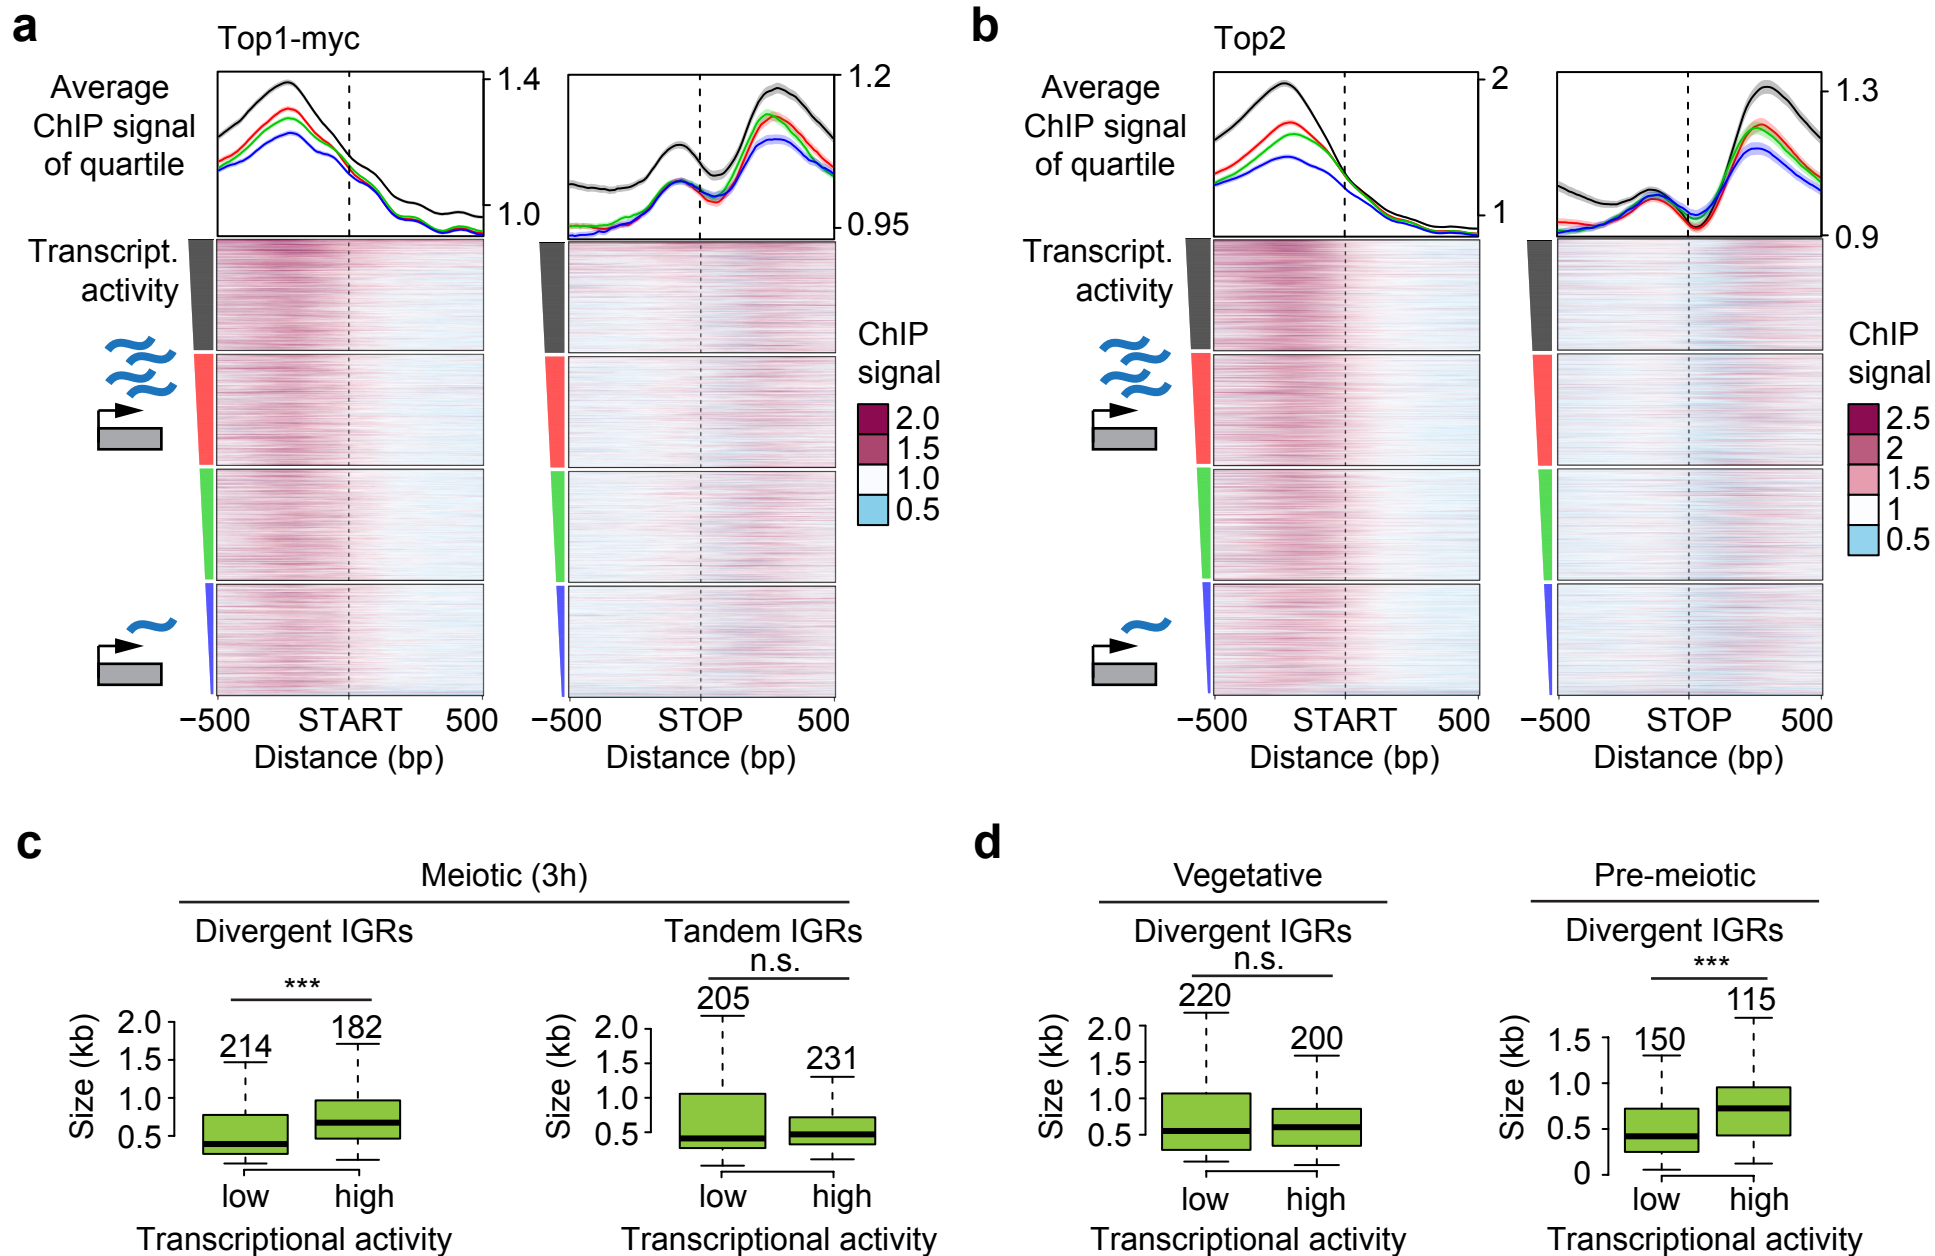 a
Top1-myc
Average
ChIP signal
of quartile
1.4
1.0
1.2
0.95
Transcript.
activity
ChIP
signal
2.0
1.5
1.0
0.5
−500 START 500
Distance (bp)
−500 STOP 500
Distance (bp)
b
Top2
Average
ChIP signal
of quartile
2
1
1.3
0.9
Transcript.
activity
ChIP
signal
2.5
2
1.5
1
0.5
−500 START 500
Distance (bp)
−500 STOP 500
Distance (bp)
c
Meiotic (3h)
Divergent IGRs
***
Size (kb)
2.0
1.5
1.0
0.5
214
182
low high
Transcriptional activity
Tandem IGRs
n.s.
Size (kb)
2.0
1.5
1.0
0.5
205
231
low high
Transcriptional activity
d
Vegetative
Divergent IGRs
n.s.
Size (kb)
2.0
1.5
1.0
0.5
220
200
low high
Transcriptional activity
Pre-meiotic
Divergent IGRs
***
Size (kb)
1.5
1.0
0.5
0
150
115
low high
Transcriptional activity